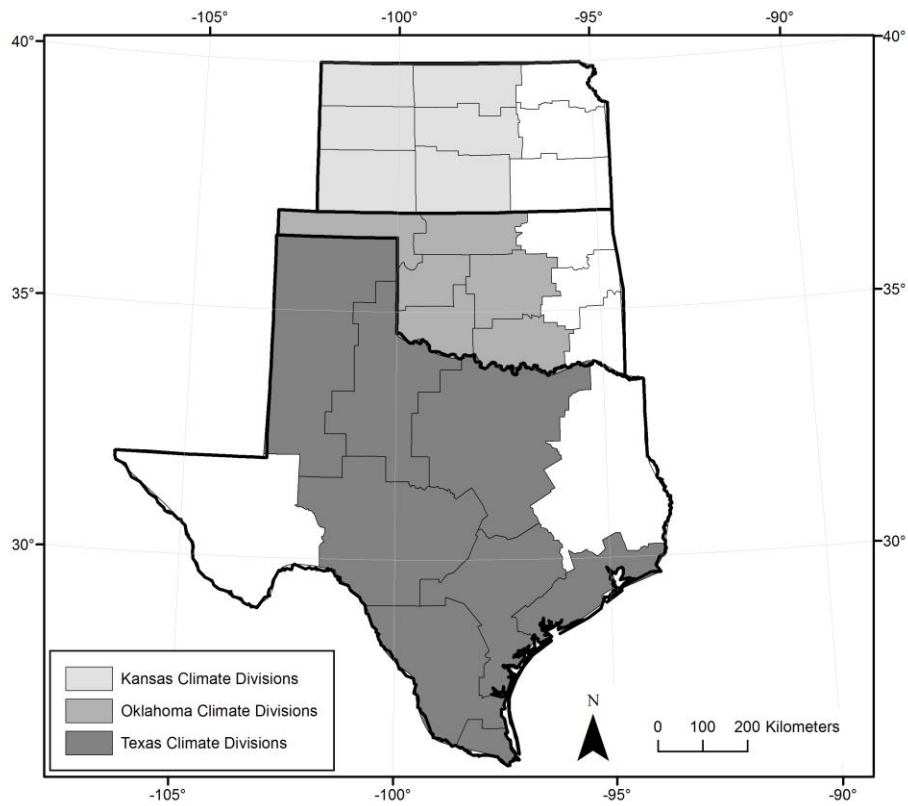 -105° -100° -95° -90°
40° 40°
35° 35°
30° 30°
Kansas Climate Divisions
Oklahoma Climate Divisions
Texas Climate Divisions
N
0 100 200 Kilometers
-105° -100° -95° -90°